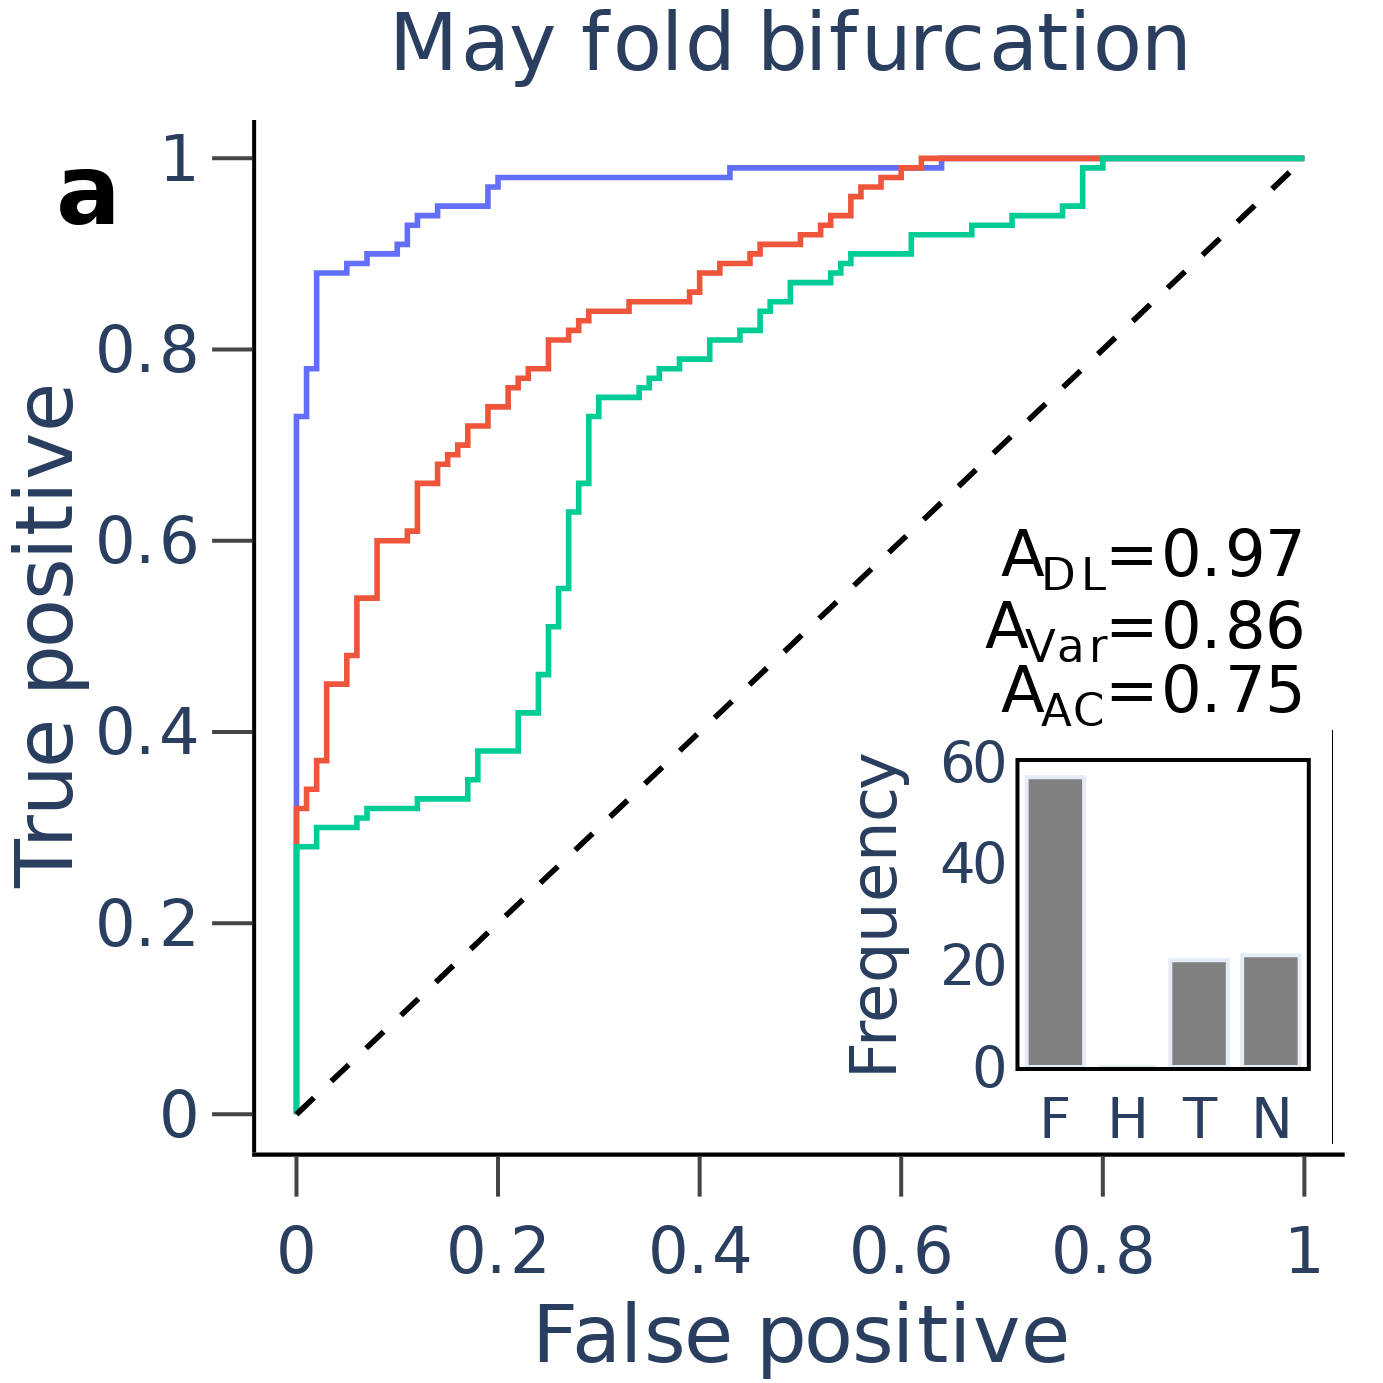 May fold bifurcation
a
True positive
1
0.8
0.6
0.4
0.2
0
A_DL=0.97
A_Var=0.86
A_AC=0.75
Frequency
60
40
20
0
F H T N
0 0.2 0.4 0.6 0.8 1
False positive